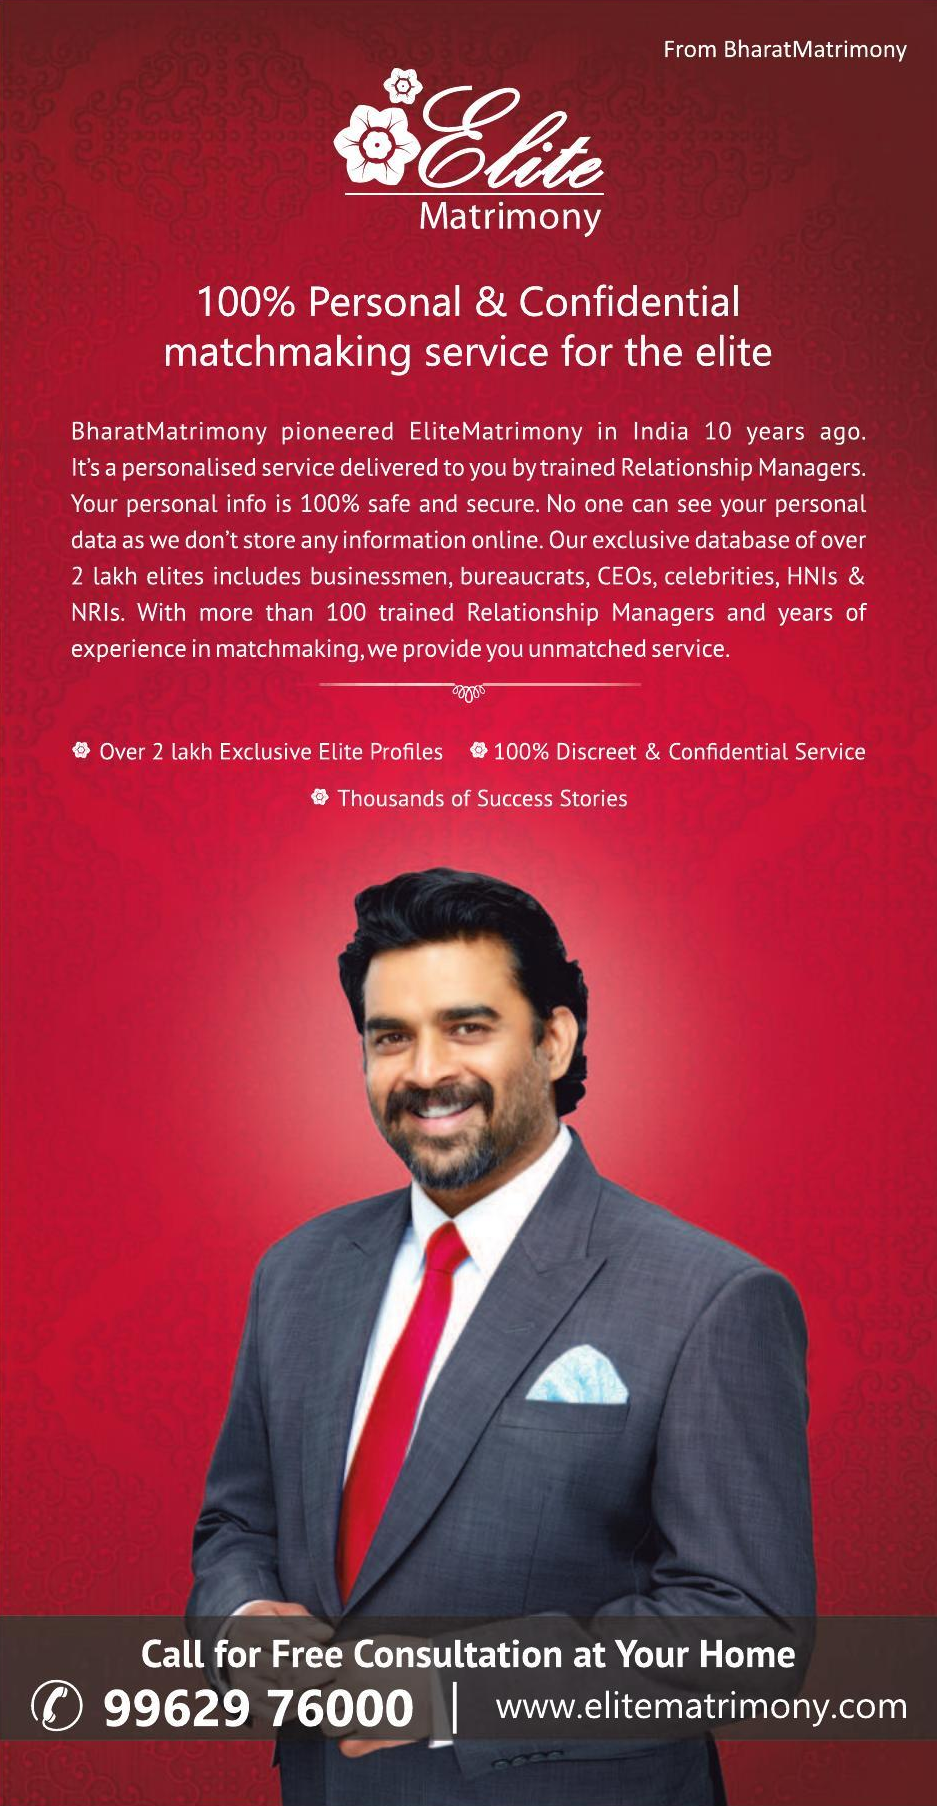 From BharatMatrimony
Elite
Matrimony
100% Personal & Confidential
matchmaking service for the elite
BharatMatrimony pioneered EliteMatrimony in India 10 years ago.
It's a personalised service delivered to you by trained Relationship Managers.
Your personal info is 100% safe and secure. No one can see your personal
data as we don't store any information online. Our exclusive database of over
2 lakh elites includes businessmen, bureaucrats, CEOs, celebrities, HNIs &
NRIs. With more than 100 trained Relationship Managers and years of
experience in matchmaking, we provide you unmatched service.
Over 2 lakh Exclusive Elite Profiles 100% Discreet & Confidential Service
Thousands of Success Stories
Call for Free Consultation at Your Home
99629 76000 | www.elitematrimony.com